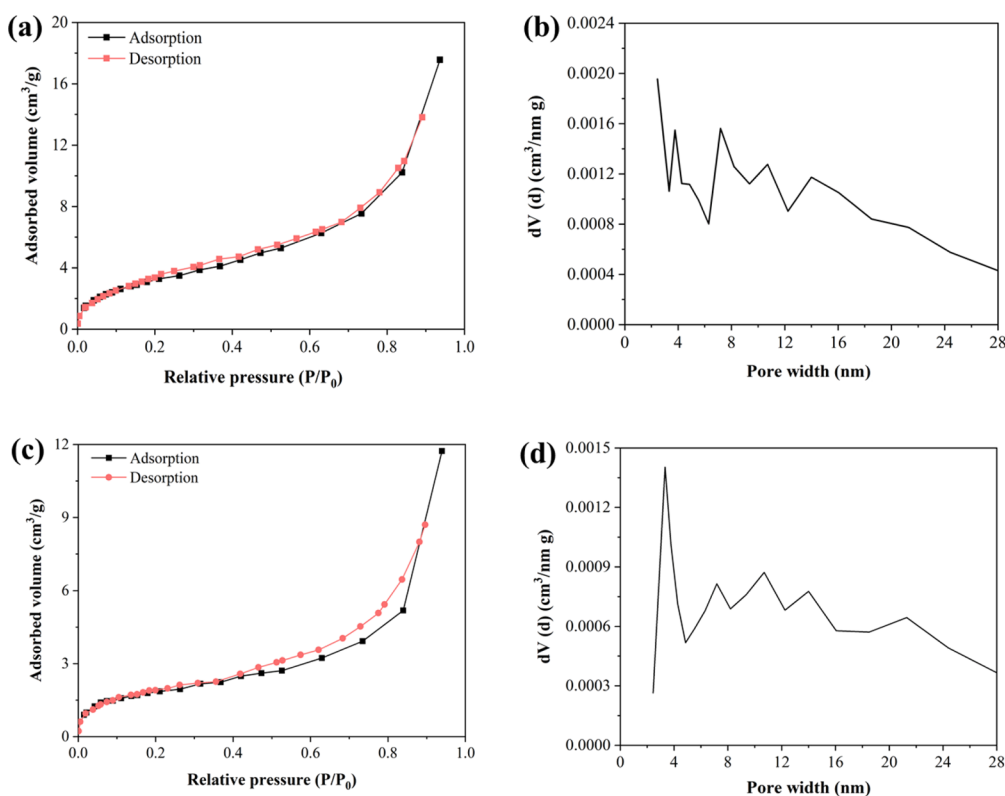 (a)
Adsorption
Desorption
Adsorbed volume (cm³/g)
20
16
12
8
4
0
0.0 0.2 0.4 0.6 0.8 1.0
Relative pressure (P/P₀)
(b)
dV (d) (cm³/nm g)
0.0024
0.0020
0.0016
0.0012
0.0008
0.0004
0.0000
0 4 8 12 16 20 24 28
Pore width (nm)
(c)
Adsorption
Desorption
Adsorbed volume (cm³/g)
12
9
6
3
0
0.0 0.2 0.4 0.6 0.8 1.0
Relative pressure (P/P₀)
(d)
dV (d) (cm³/nm g)
0.0015
0.0012
0.0009
0.0006
0.0003
0.0000
0 4 8 12 16 20 24 28
Pore width (nm)